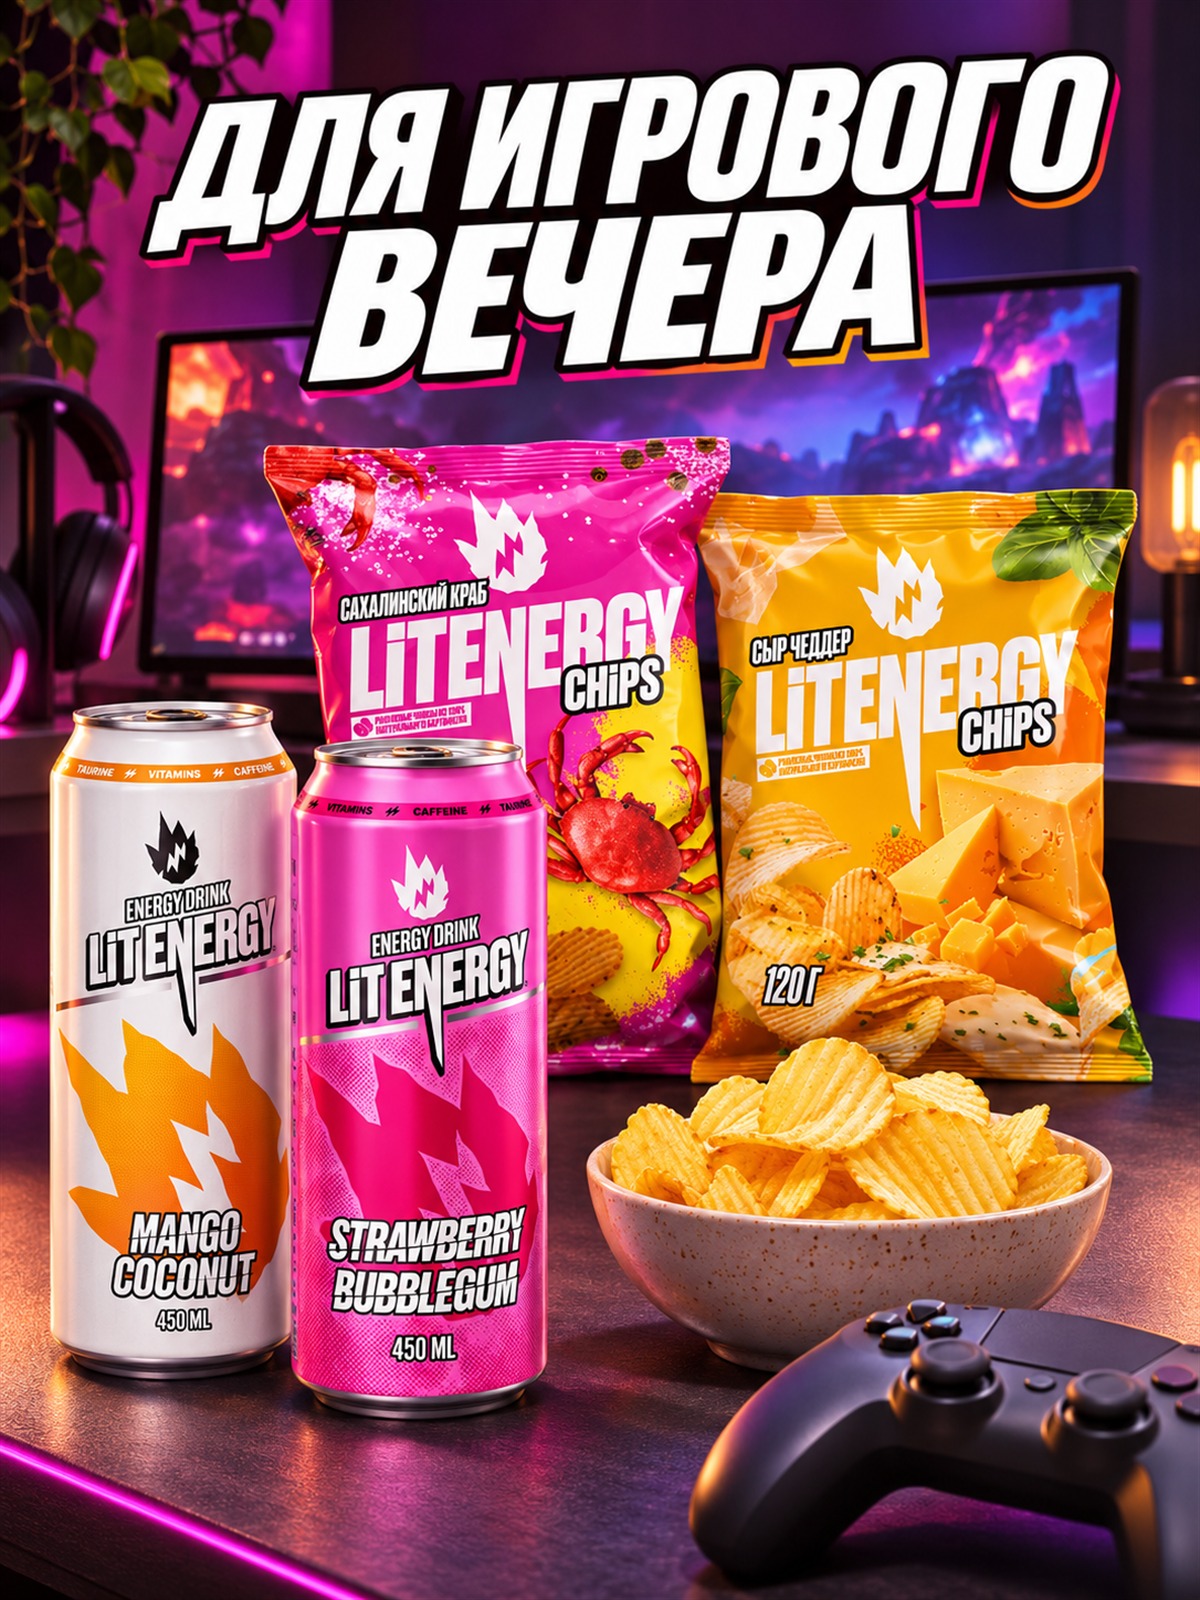 ДЛЯ ИГРОВОГО
ВЕЧЕРА
САХАЛИНСКИЙ КРАБ
LiTENERGY
CHiPS
СЫР ЧЕДДЕР
LiTENERGY
CHiPS
120 Г
TAURINE VITAMINS CAFFEINE
ENERGY DRINK
LiT ENERGY
MANGO
COCONUT
450 ML
VITAMINS CAFFEINE TAURINE
ENERGY DRINK
LiT ENERGY
STRAWBERRY
BUBBLEGUM
450 ML